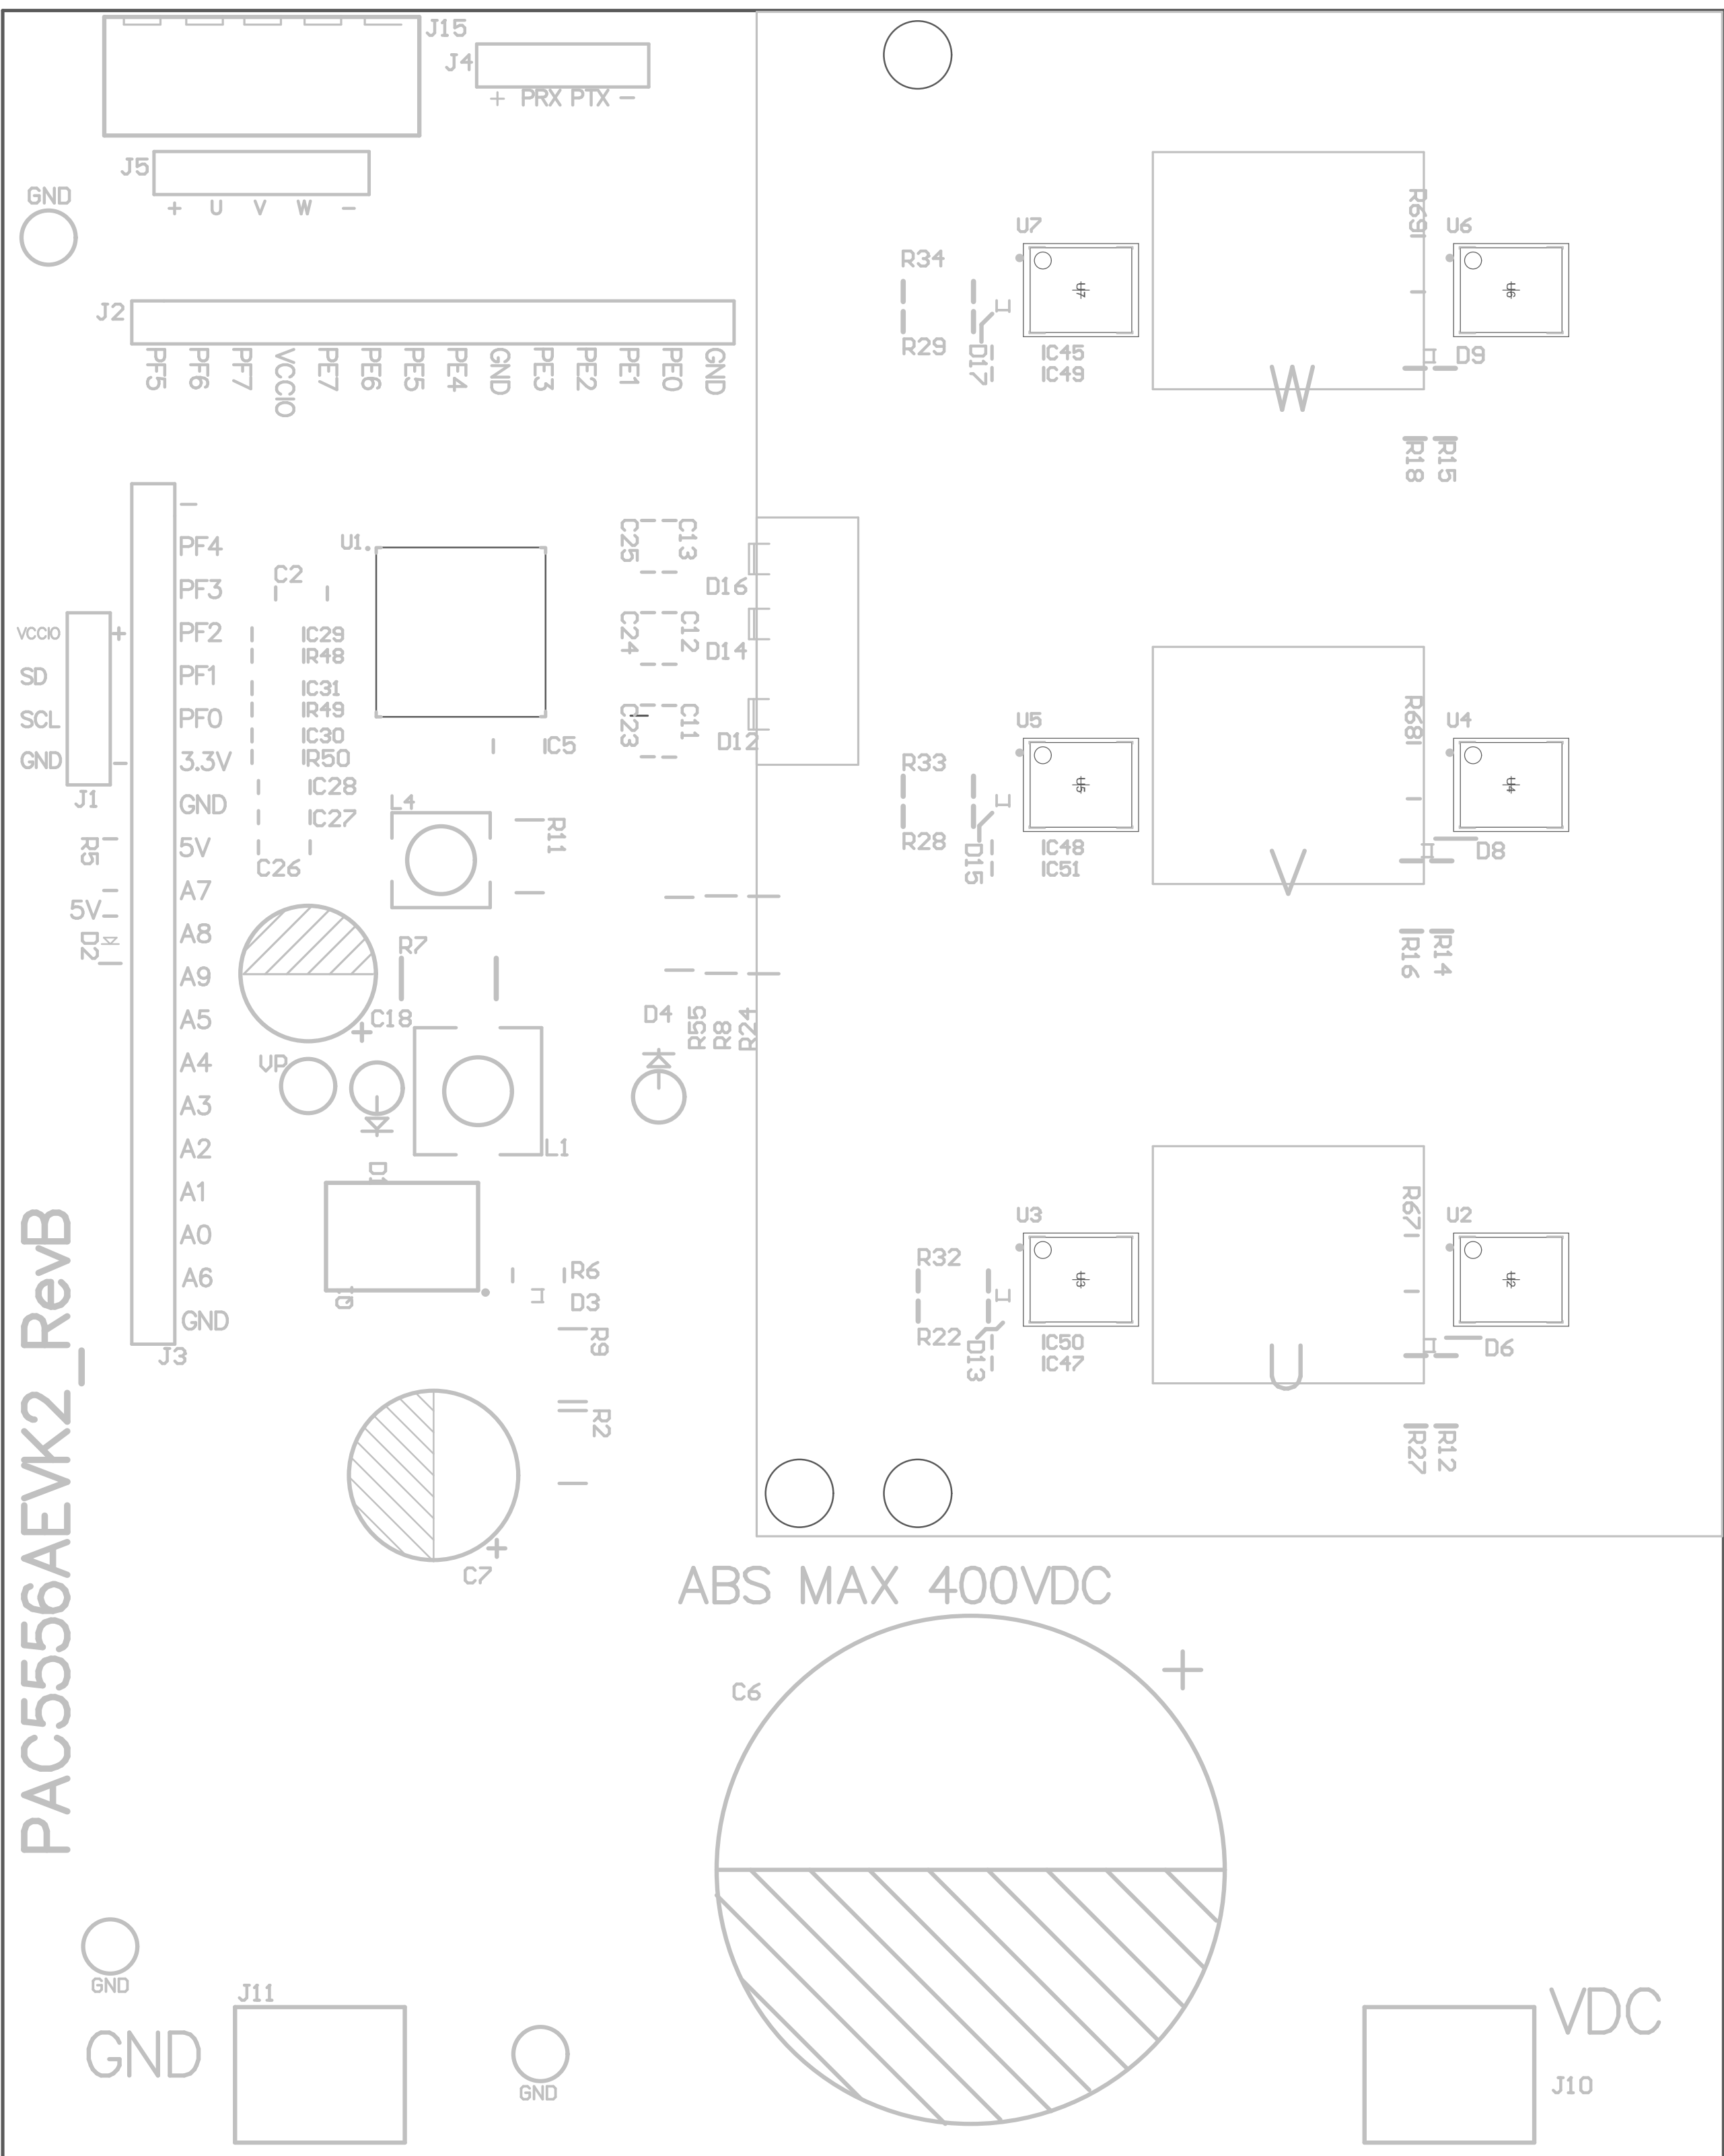 J15
J4
+ PRX PTX -
J5
GND
+ U V W -
J2
PF5 PF6 PF7 VCCIO PE7 PE6 PE5 PE4 GND PE3 PE2 PE1 PE0 GND
R34
R29
U7
U7
D17
IC45
IC49
R69
U6
U6
D9
W
R18
R15
-
PF4
PF3
PF2
PF1
PF0
3.3V
GND
5V
A7
A8
A9
A5
A4
A3
A2
A1
A0
A6
GND
J3
VCCIO +
SD
SCL
GND -
J1
R5
5V
D2
U1
C2
IC29
IR48
IC31
IR49
IC30
IR50
IC28
IC27
C26
IC5
C25
C13
C24
C12
C23
C11
D16
D14
D12
L4
R11
R7
C18
+
VP
D1
L1
D4
R55
R8
R24
R33
R28
U5
U5
D15
IC48
IC51
R68
U4
U4
D8
V
R16
R14
R6
D3
R9
R2
C7
+
R32
R22
U3
U3
D13
IC50
IC47
R67
U2
U2
D6
U
R27
R12
PAC5556AEVK2_RevB
ABS MAX 400VDC
C6
+
GND
J11
GND
GND
VDC
J10